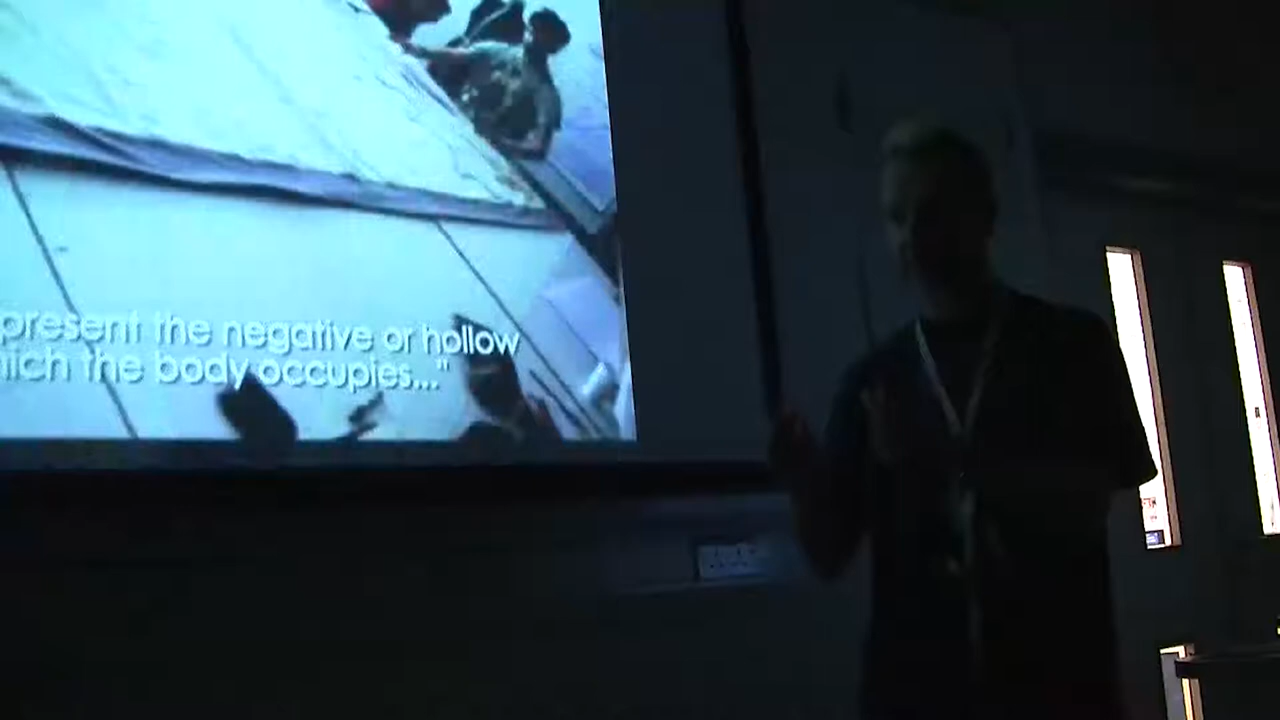 present the negative or hollow
hich the body occupies..."